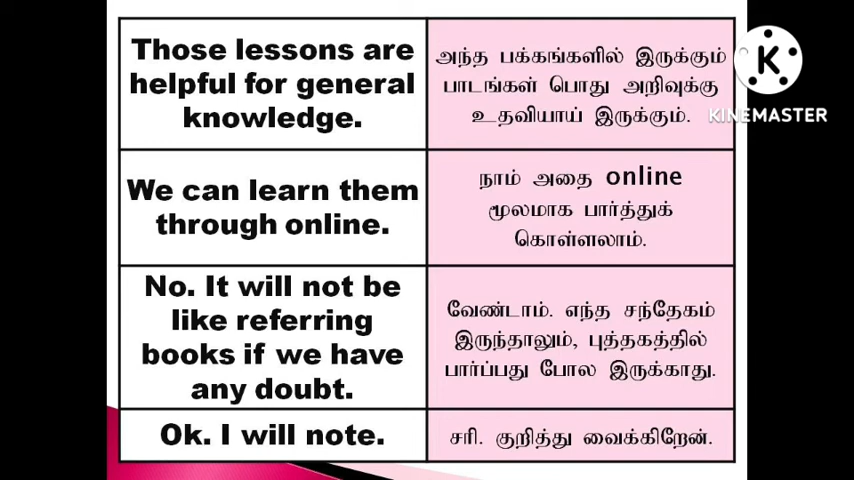 Those lessons are
helpful for general
knowledge.
அந்த பக்கங்களில் இருக்கும்
பாடங்கள் பொது அறிவுக்கு
உதவியாய் இருக்கும்.
We can learn them
through online.
நாம் அதை online
மூலமாக பார்த்துக்
கொள்ளலாம்.
No. It will not be
like referring
books if we have
any doubt.
வேண்டாம். எந்த சந்தேகம்
இருந்தாலும், புத்தகத்தில்
பார்ப்பது போல இருக்காது.
Ok. I will note.
சரி. குறித்து வைக்கிறேன்.
K
KINEMASTER